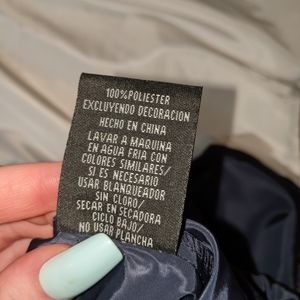 100%POLIESTER
EXCLUYENDO DECORACION
HECHO EN CHINA
LAVAR A MAQUINA
EN AGUA FRIA CON
COLORES SIMILARES/
SI ES NECESARIO
USAR BLANQUEADOR
SIN CLORO/
SECAR EN SECADORA
CICLO BAJO/
NO USAR PLANCHA